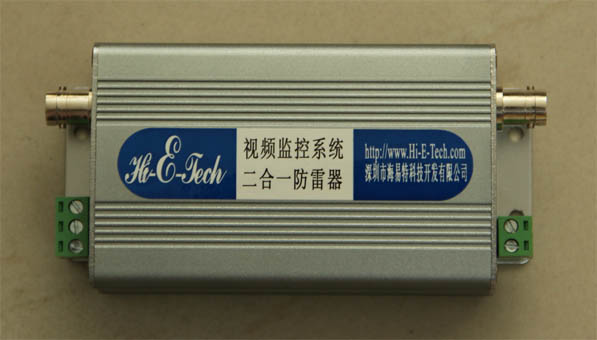 Hi-E-Tech
视频监控系统
二合一防雷器
http://www.Hi-E-Tech.com
深圳市海易特科技开发有限公司